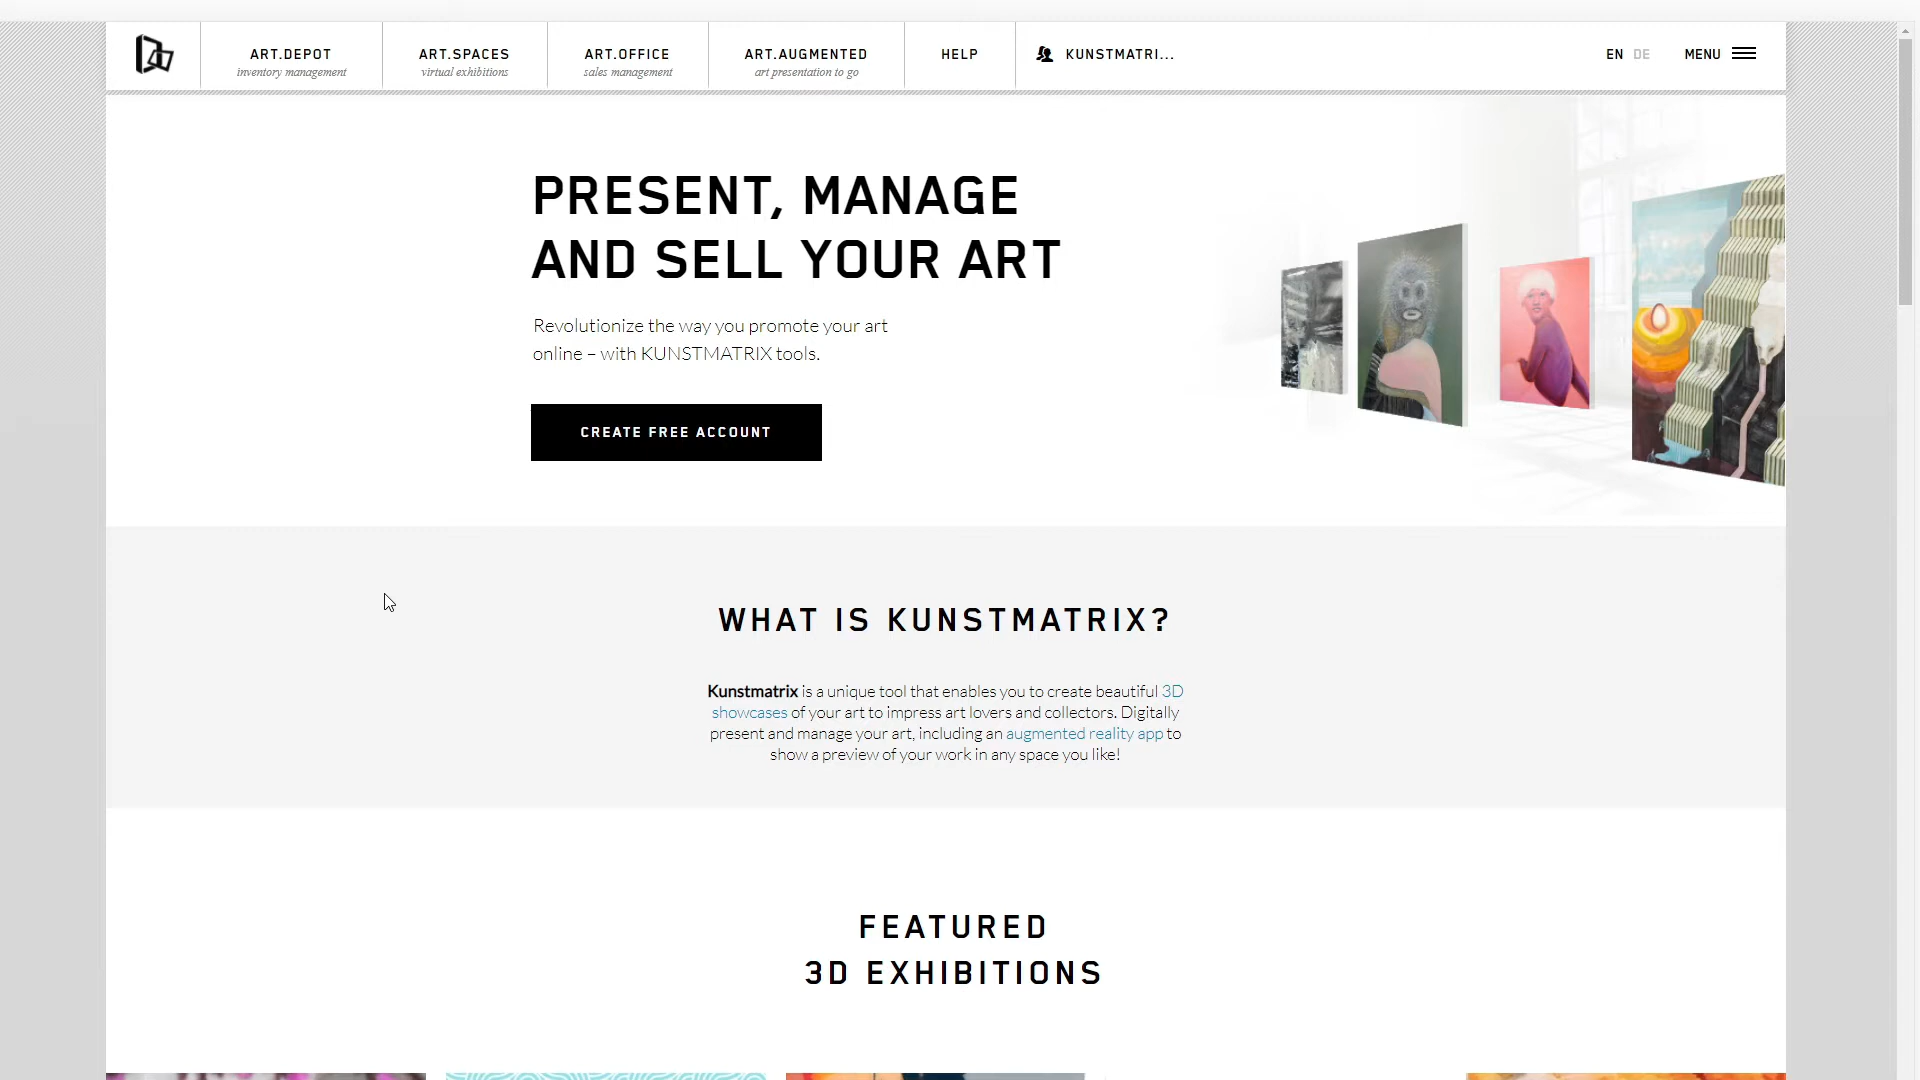 ART.DEPOT
inventory management
ART.SPACES
virtual exhibitions
ART.OFFICE
sales management
ART.AUGMENTED
art presentation to go
HELP
KUNSTMATRI...
EN DE
MENU
PRESENT, MANAGE
AND SELL YOUR ART
Revolutionize the way you promote your art
online – with KUNSTMATRIX tools.
CREATE FREE ACCOUNT
WHAT IS KUNSTMATRIX?
Kunstmatrix is a unique tool that enables you to create beautiful 3D
showcases of your art to impress art lovers and collectors. Digitally
present and manage your art, including an augmented reality app to
show a preview of your work in any space you like!
FEATURED
3D EXHIBITIONS